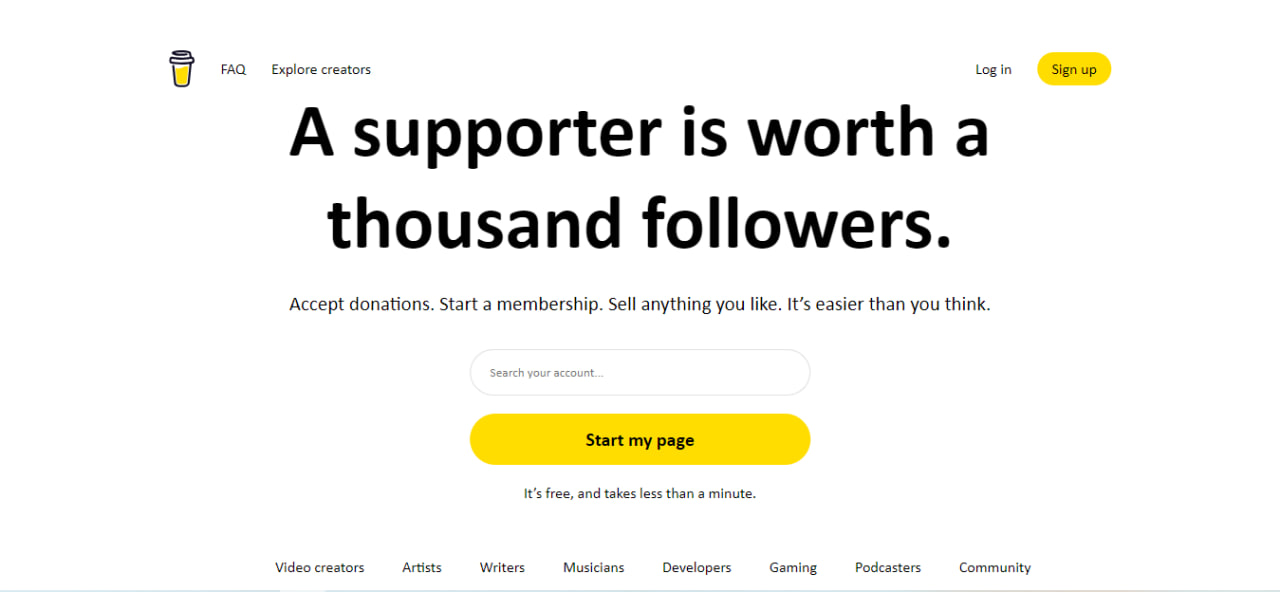 FAQ Explore creators Log in Sign up
A supporter is worth a
thousand followers.
Accept donations. Start a membership. Sell anything you like. It’s easier than you think.
Search your account...
Start my page
It’s free, and takes less than a minute.
Video creators Artists Writers Musicians Developers Gaming Podcasters Community